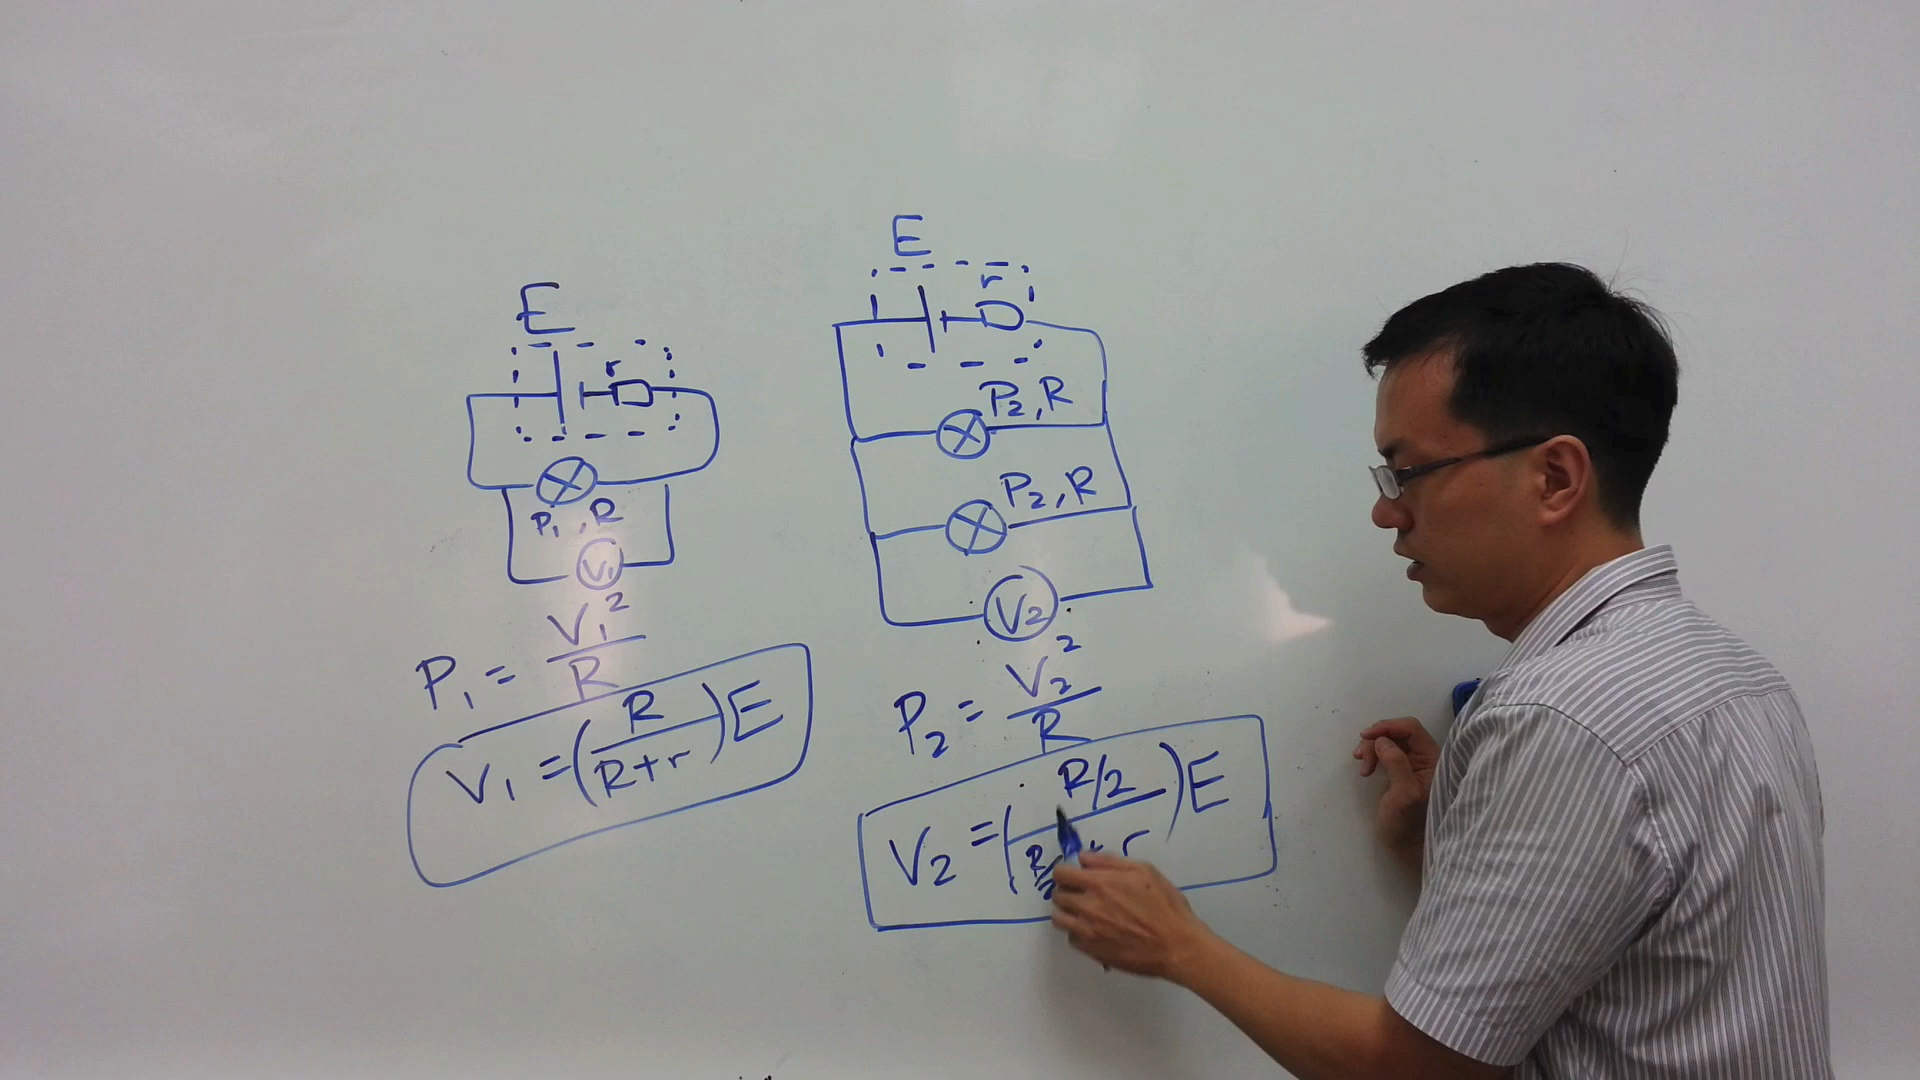 E
r
P₁, R
V₁
P₁ = V₁²/R
V₁ = (R/R+r)E
E
r
P₂, R
P₂, R
V₂
P₂ = V₂²/R
V₂ = (R/2 / + r)E